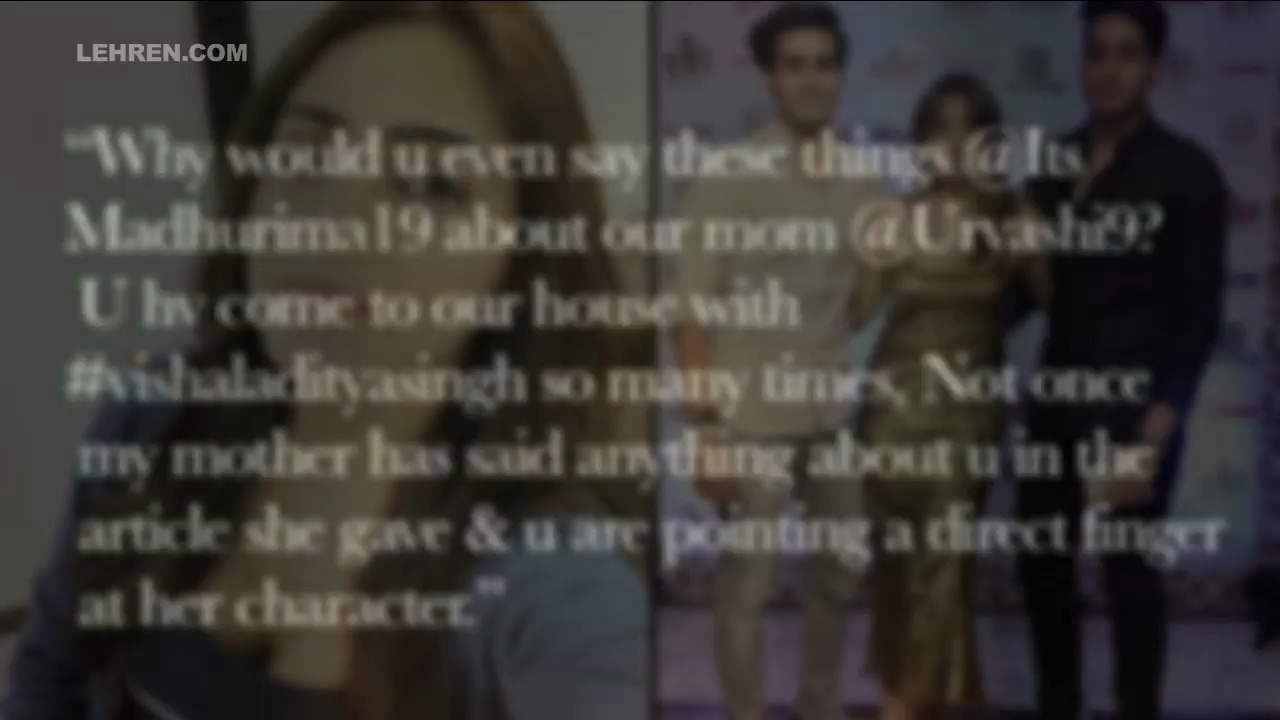 LEHREN.COM
“Why would u even say these things @Its
Madhurima19 about our mom @Urvashi9?
U hv come to our house with
#vishaladityasingh so many times, Not once
my mother has said anything about u in the
article she gave & u are pointing a direct finger
at her character.”